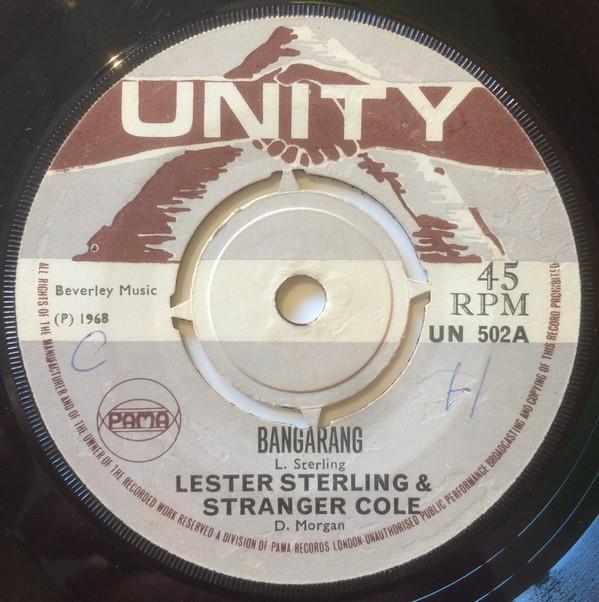 UNITY
45
RPM
UN 502A
Beverley Music
(P) 1968
C
H
PAMA
BANGARANG
L. Sterling
LESTER STERLING &
STRANGER COLE
D. Morgan
ALL RIGHTS OF THE MANUFACTURER AND OF THE OWNER OF THE RECORDED WORK RESERVED A DIVISION OF PAMA RECORDS LONDON·UNAUTHORISED PUBLIC PERFORMANCE BROADCASTING AND COPYING OF THIS RECORD PROHIBITED